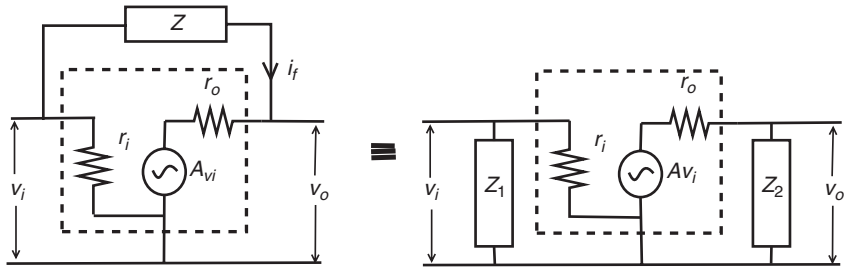 Z
i_f
r_o
r_i
A_vi
v_i
v_o
≡
r_o
r_i
Av_i
v_i
Z_1
Z_2
v_o